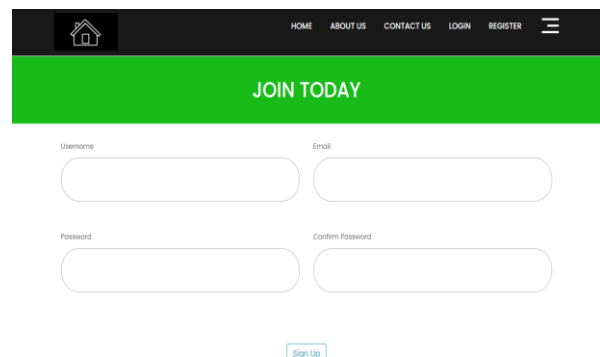 HOME ABOUT US CONTACT US LOGIN REGISTER
JOIN TODAY
Username Email
Password Confirm Password
Sign Up